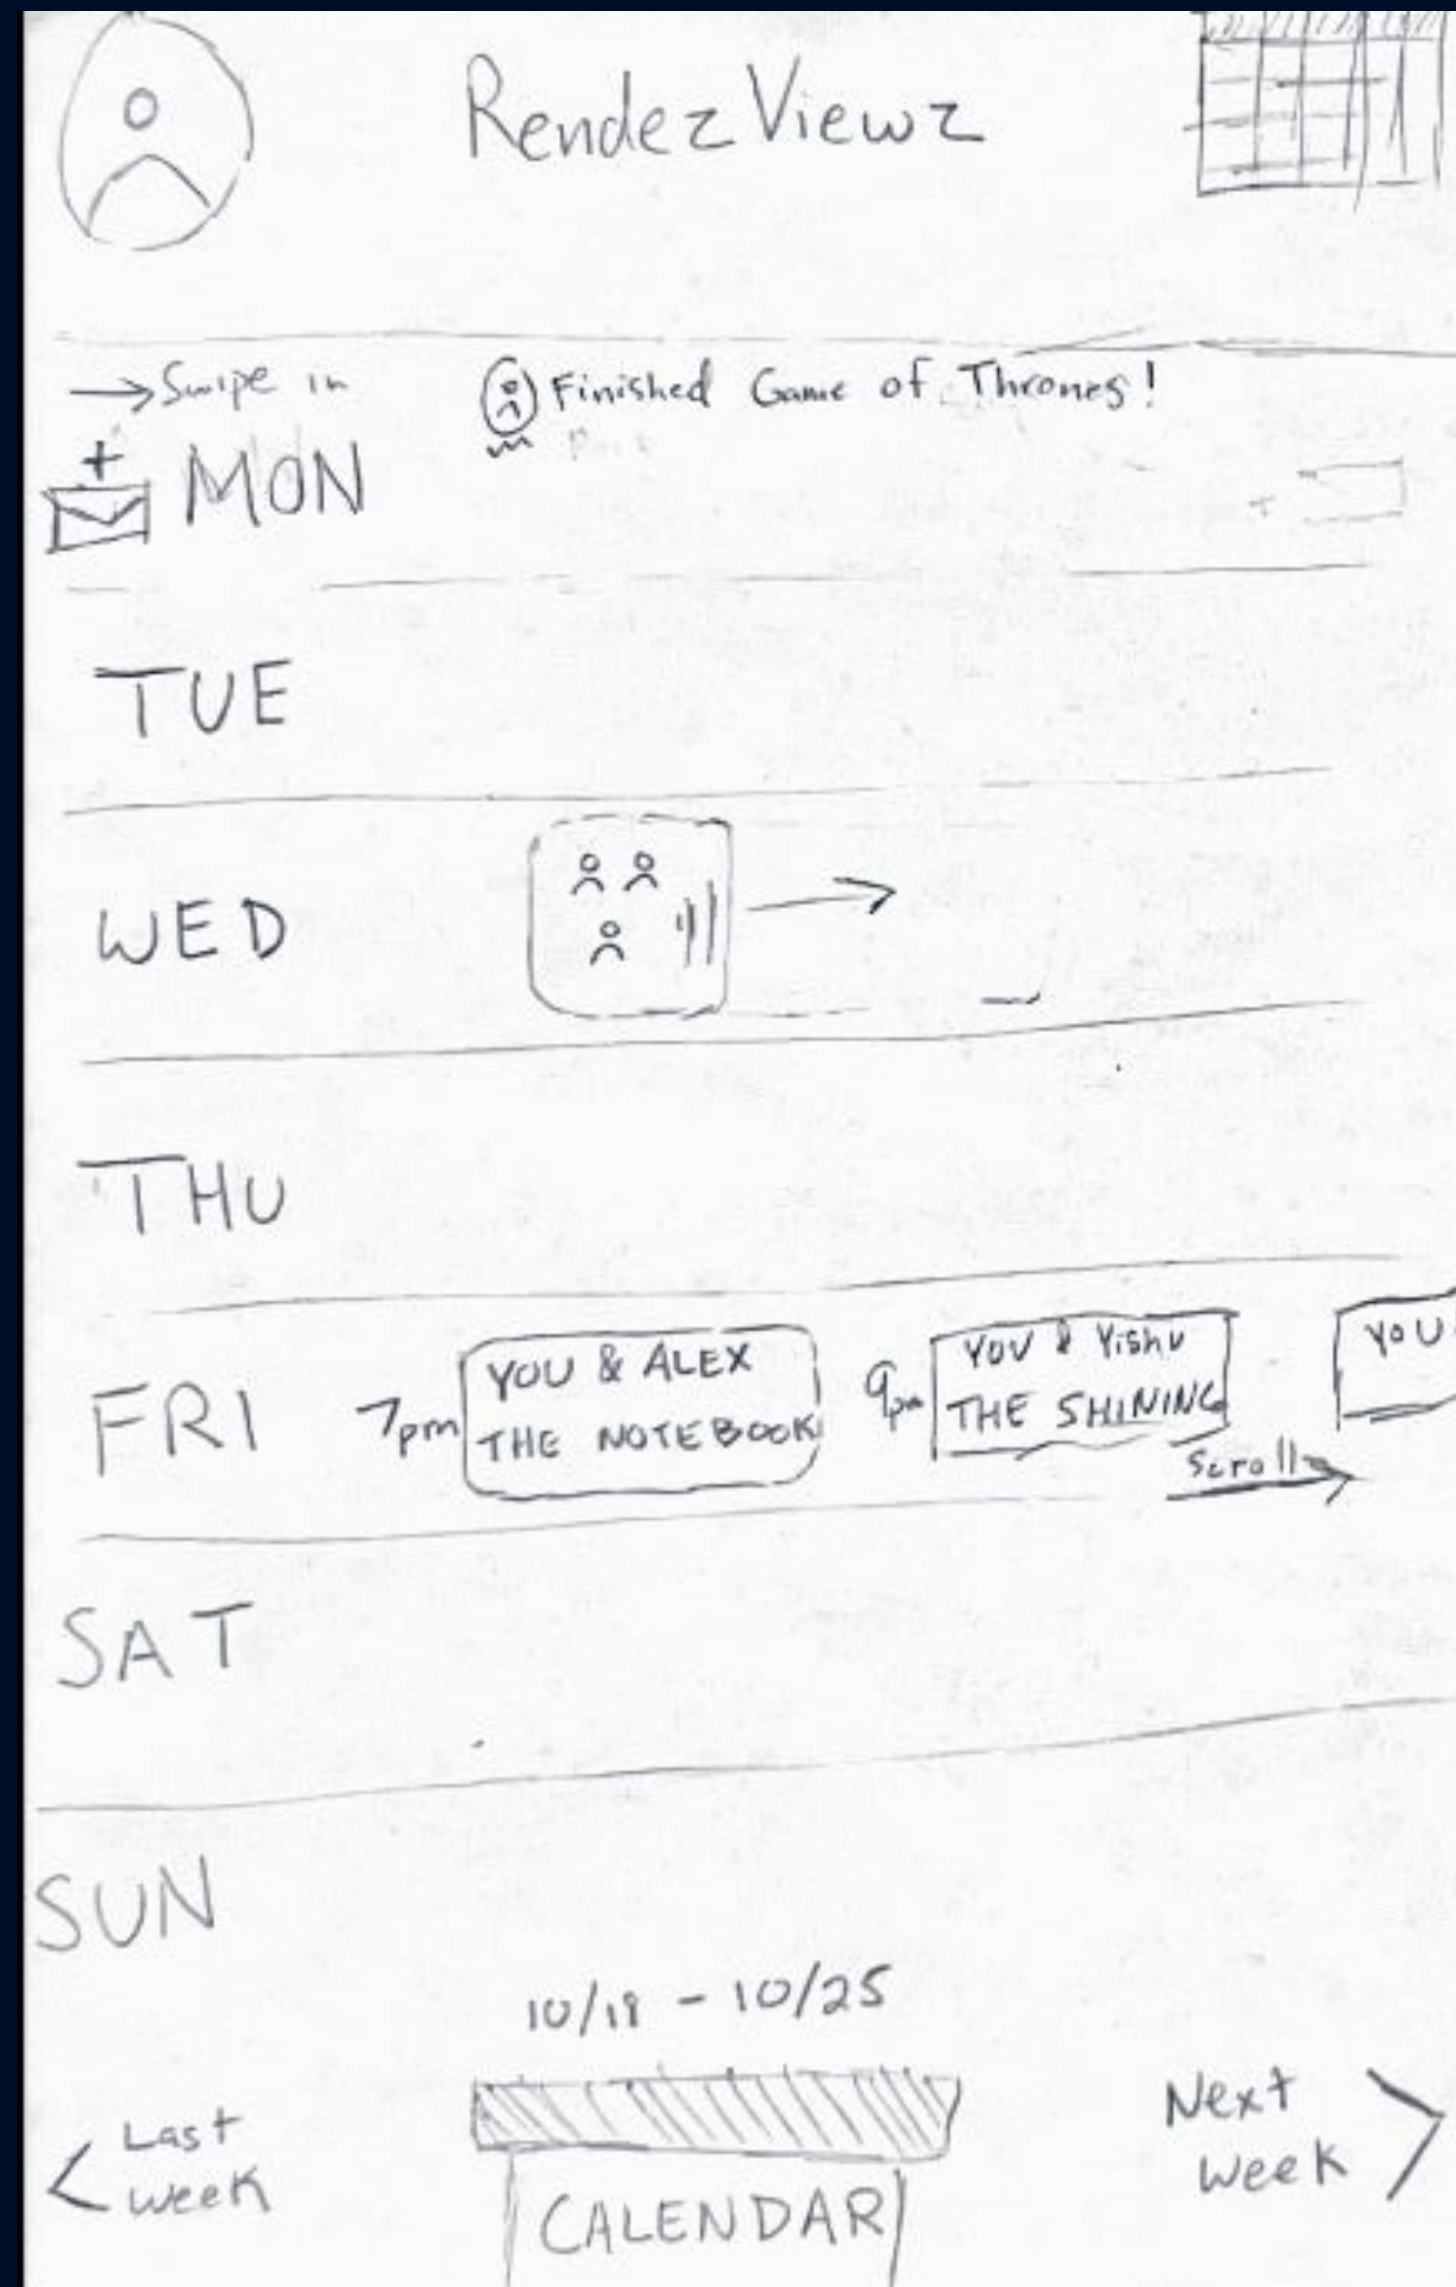 RendezViewz
Swipe in
Finished Game of Thrones!
+
MON
TUE
WED
THU
FRI
7pm
YOU & ALEX
THE NOTEBOOK
9pm
YOU & Yishu
THE SHINING
YOU
Scroll
SAT
SUN
10/18 - 10/25
Last
week
Next
week
CALENDAR